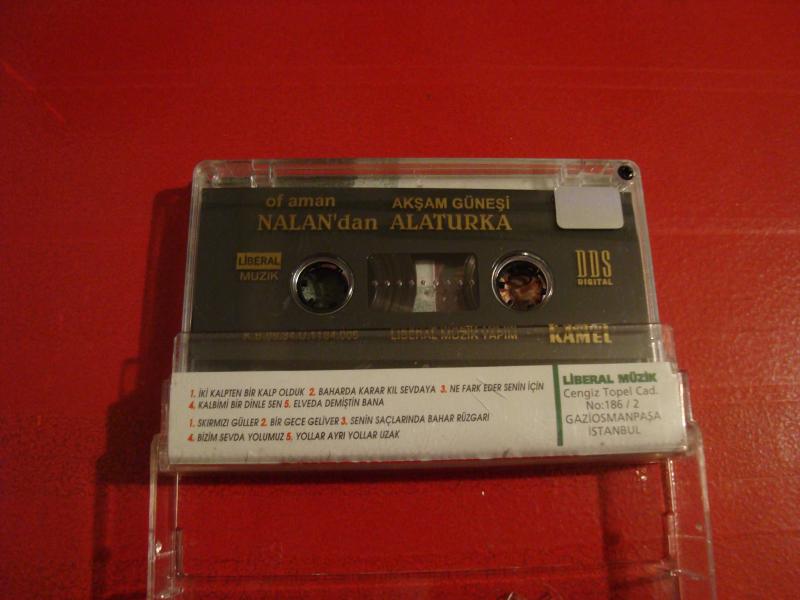 of aman AKŞAM GÜNEŞİ
NALAN'dan ALATURKA
LİBERAL
MUZIK
DDS
DIGITAL
LIBERAL MÜZİK YAPIM
KAMEL
1. İKİ KALPTEN BİR KALP OLDUK 2. BAHARDA KARAR KIL SEVDAYA 3. NE FARK EDER SENİN İÇİN
4. KALBİMİ BİR DİNLE SEN 5. ELVEDA DEMİŞTİN BANA
1. SKIRMIZI GÜLLER 2. BİR GECE GELİVER 3. SENİN SAÇLARINDA BAHAR RÜZGARI
4. BİZİM SEVDA YOLUMUZ 5. YOLLAR AYRI YOLLAR UZAK
LİBERAL MÜZİK
Cengiz Topel Cad.
No:186 / 2
GAZİOSMANPAŞA
İSTANBUL